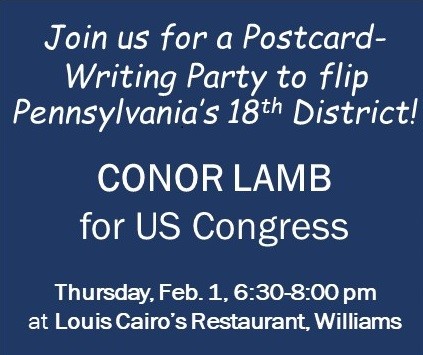 Join us for a Postcard-
Writing Party to flip
Pennsylvania's 18th District!
CONOR LAMB
for US Congress
Thursday, Feb. 1, 6:30-8:00 pm
at Louis Cairo's Restaurant, Williams